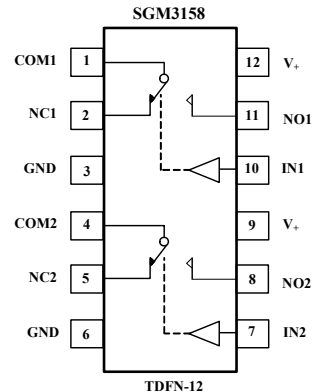 SGM3158
COM1 1 12 V+
NC1 2 11 NO1
GND 3 10 IN1
COM2 4 9 V+
NC2 5 8 NO2
GND 6 7 IN2
TDFN-12